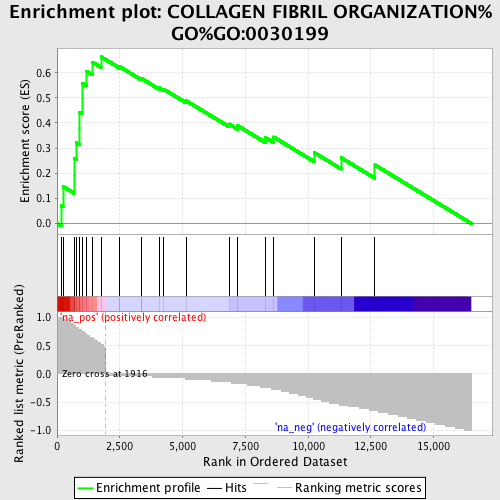 Enrichment plot: COLLAGEN FIBRIL ORGANIZATION%
GO%GO:0030199
Enrichment score (ES)
0.6
0.5
0.4
0.3
0.2
0.1
0.0
Ranked list metric (PreRanked)
1.0
0.5
0.0
-0.5
-1.0
'na_pos' (positively correlated)
Zero cross at 1916
'na_neg' (negatively correlated)
0
2,500
5,000
7,500
10,000
12,500
15,000
Rank in Ordered Dataset
Enrichment profile
Hits
Ranking metric scores